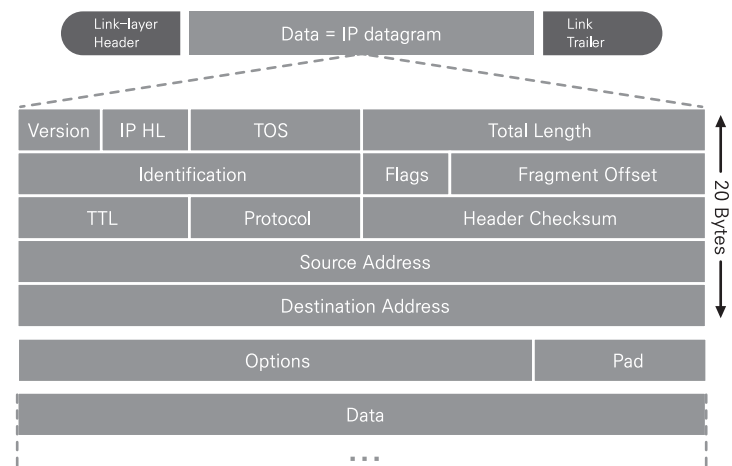 Link-layer
Header
Data = IP datagram
Link
Trailer
Version IP HL TOS Total Length
Identification Flags Fragment Offset
TTL Protocol Header Checksum
Source Address
Destination Address
20 Bytes
Options Pad
Data
...